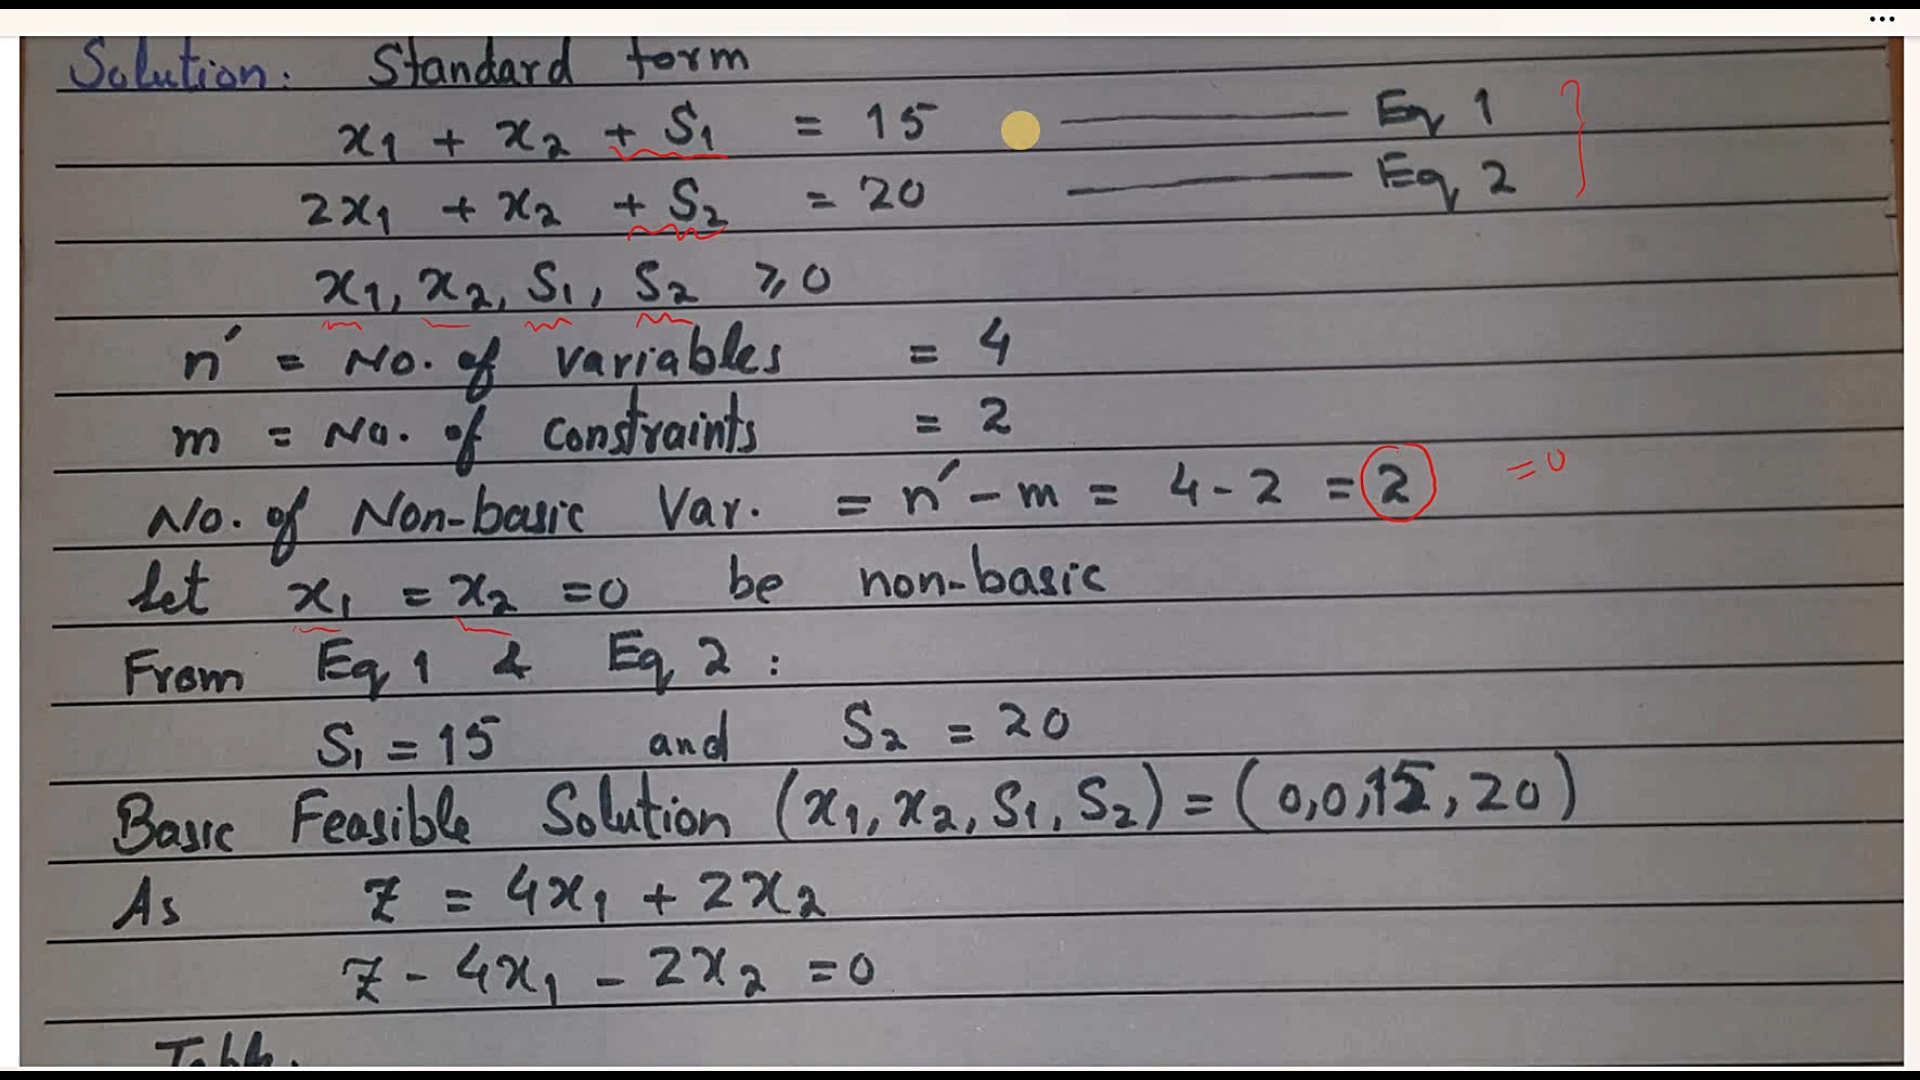 Solution: Standard form
x₁ + x₂ + S₁ = 15 —— Eq 1
2x₁ + x₂ + S₂ = 20 —— Eq 2
x₁, x₂, S₁, S₂ ≥ 0
n′ = No. of variables = 4
m = No. of constraints = 2
No. of Non-basic Var. = n′ - m = 4 - 2 = 2 = 0
Let x₁ = x₂ = 0 be non-basic
From Eq 1 & Eq 2 :
S₁ = 15 and S₂ = 20
Basic Feasible Solution (x₁, x₂, S₁, S₂) = (0,0,15,20)
As Z = 4x₁ + 2x₂
Z - 4x₁ - 2x₂ = 0